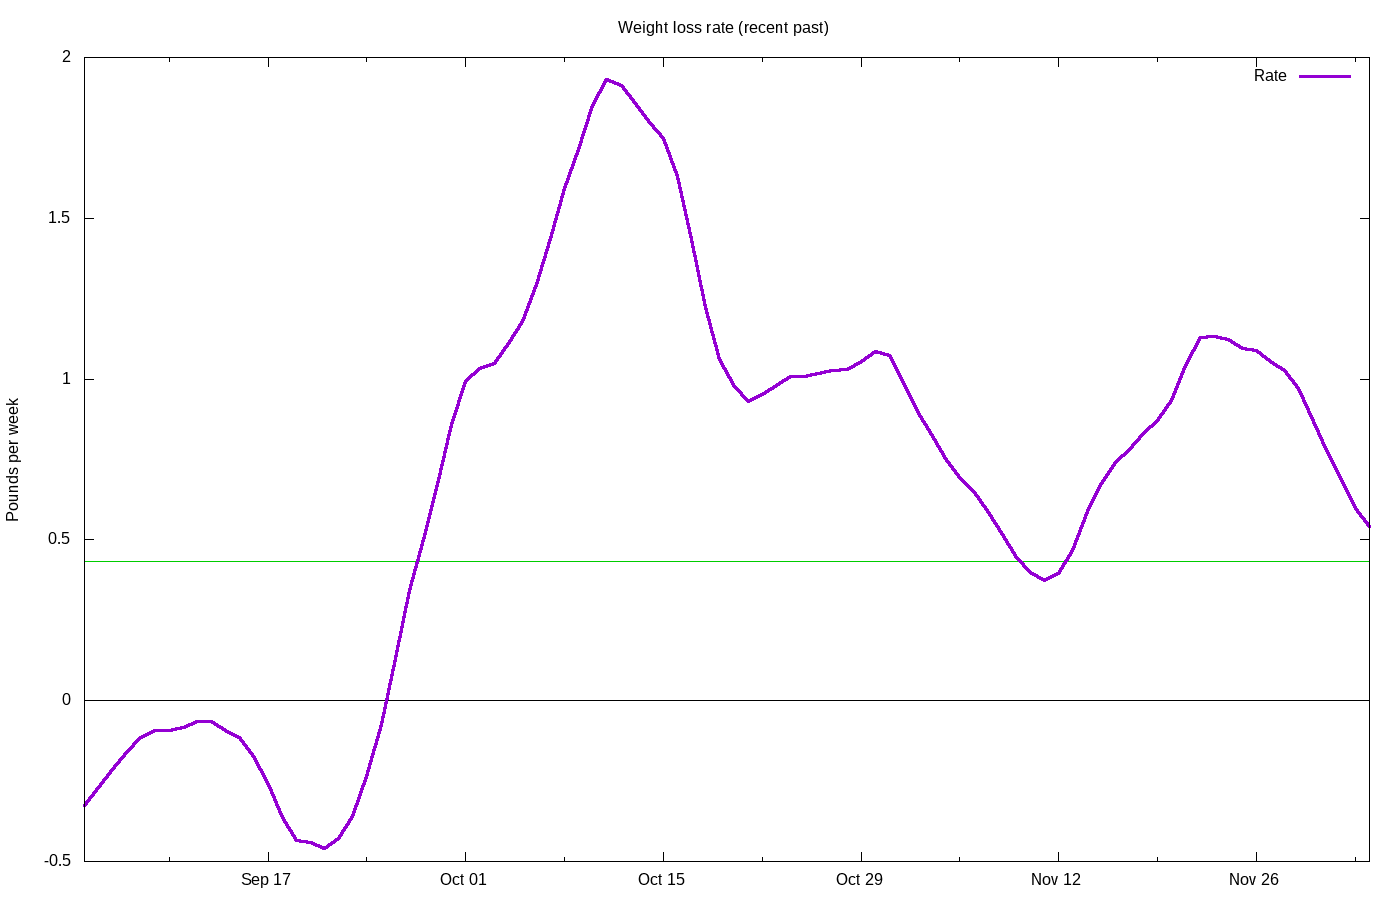 Weight loss rate (recent past)
Rate
2
1.5
1
0.5
0
-0.5
Pounds per week
Sep 17
Oct 01
Oct 15
Oct 29
Nov 12
Nov 26